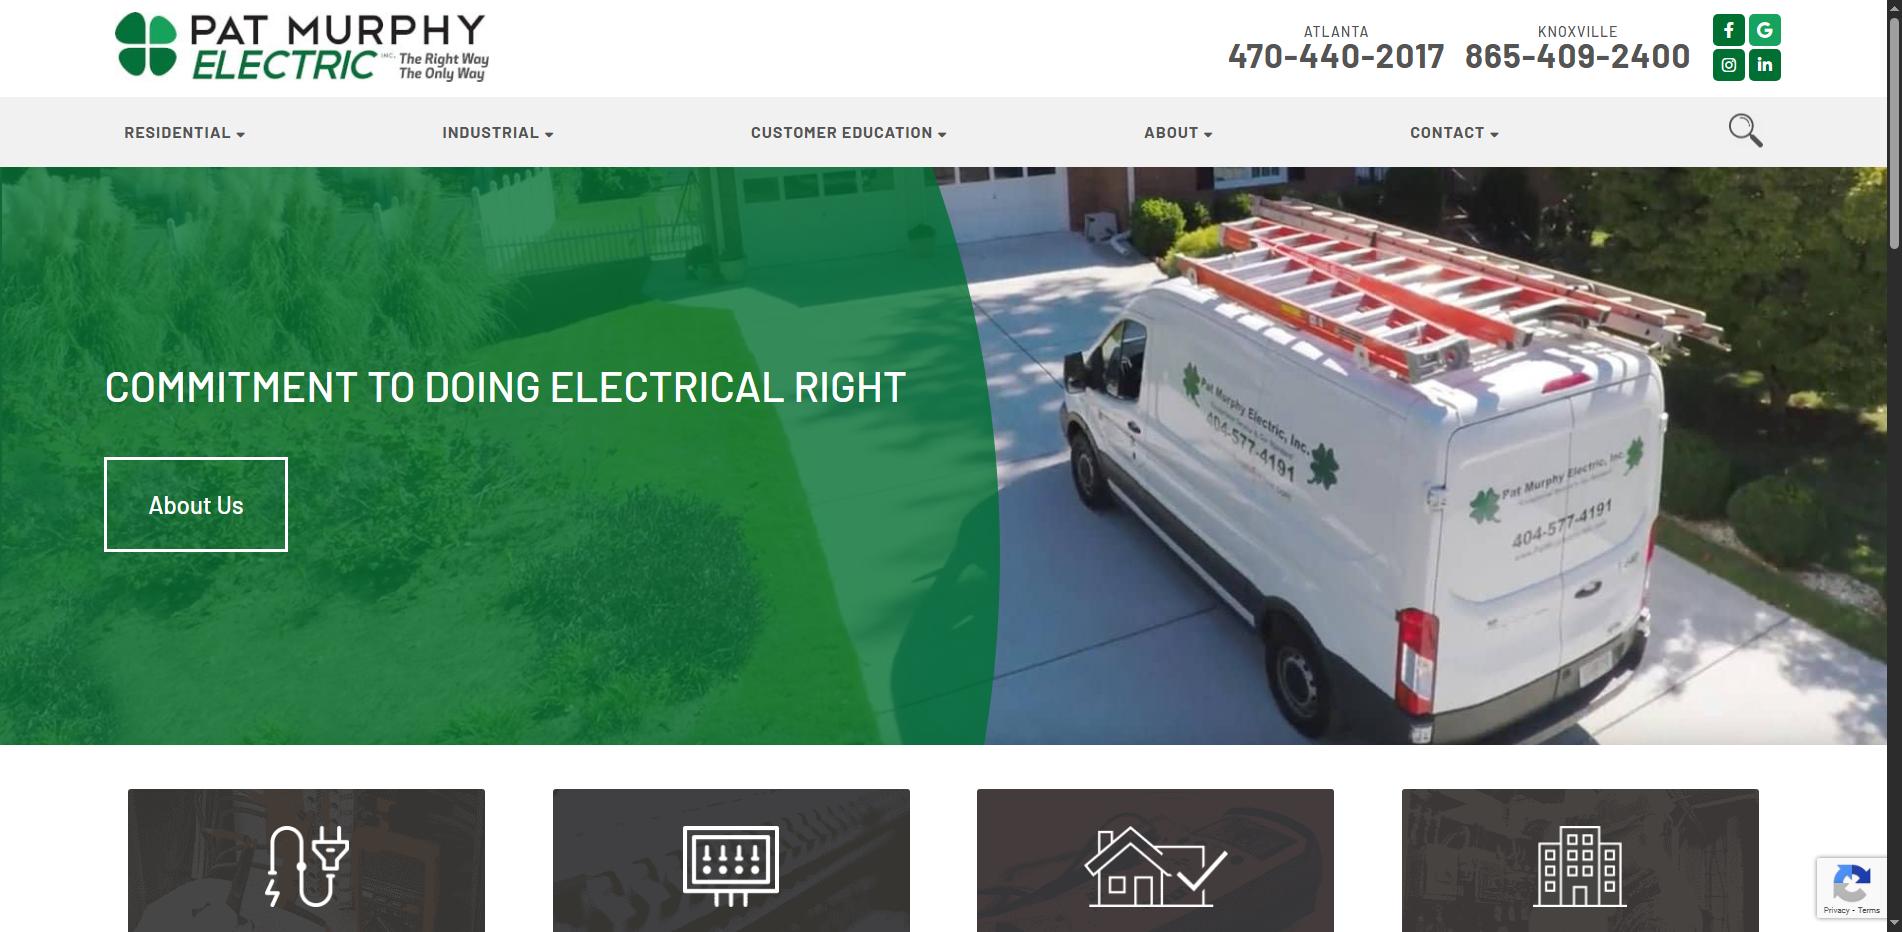 PAT MURPHY
ELECTRIC INC.
The Right Way
The Only Way
ATLANTA
470-440-2017
KNOXVILLE
865-409-2400
RESIDENTIAL
INDUSTRIAL
CUSTOMER EDUCATION
ABOUT
CONTACT
COMMITMENT TO DOING ELECTRICAL RIGHT
About Us
Pat Murphy Electric, Inc.
404-577-4191
Pat Murphy Electric, Inc.
404-577-4191
Privacy - Terms